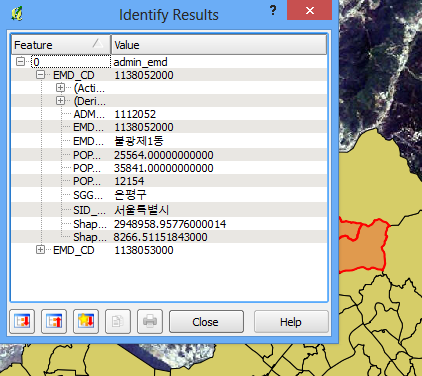 Identify Results
Feature Value
0 admin_emd
EMD_CD 1138052000
(Acti...
(Deri...
ADM... 1112052
EMD... 1138052000
EMD... 불광제1동
POP... 25564.00000000000
POP... 35841.00000000000
POP... 12154
SGG... 은평구
SID_... 서울특별시
Shap... 2948958.95776000014
Shap... 8266.51151843000
EMD_CD 1138053000
Close Help